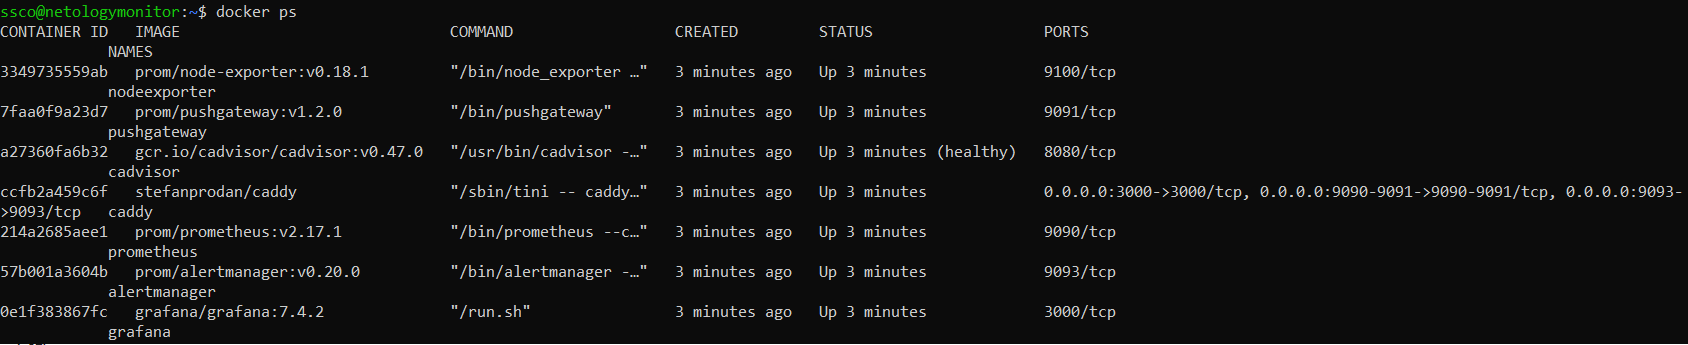 ssco@netologymonitor:~$ docker ps
CONTAINER ID   IMAGE                              COMMAND                  CREATED         STATUS                   PORTS
            NAMES
3349735559ab   prom/node-exporter:v0.18.1         "/bin/node_exporter …"   3 minutes ago   Up 3 minutes             9100/tcp
            nodeexporter
7faa0f9a23d7   prom/pushgateway:v1.2.0            "/bin/pushgateway"       3 minutes ago   Up 3 minutes             9091/tcp
            pushgateway
a27360fa6b32   gcr.io/cadvisor/cadvisor:v0.47.0   "/usr/bin/cadvisor -…"   3 minutes ago   Up 3 minutes (healthy)   8080/tcp
            cadvisor
ccfb2a459c6f   stefanprodan/caddy                 "/sbin/tini -- caddy…"   3 minutes ago   Up 3 minutes             0.0.0.0:3000->3000/tcp, 0.0.0.0:9090-9091->9090-9091/tcp, 0.0.0.0:9093-
>9093/tcp   caddy
214a2685aee1   prom/prometheus:v2.17.1            "/bin/prometheus --c…"   3 minutes ago   Up 3 minutes             9090/tcp
            prometheus
57b001a3604b   prom/alertmanager:v0.20.0          "/bin/alertmanager -…"   3 minutes ago   Up 3 minutes             9093/tcp
            alertmanager
0e1f383867fc   grafana/grafana:7.4.2              "/run.sh"                3 minutes ago   Up 3 minutes             3000/tcp
            grafana